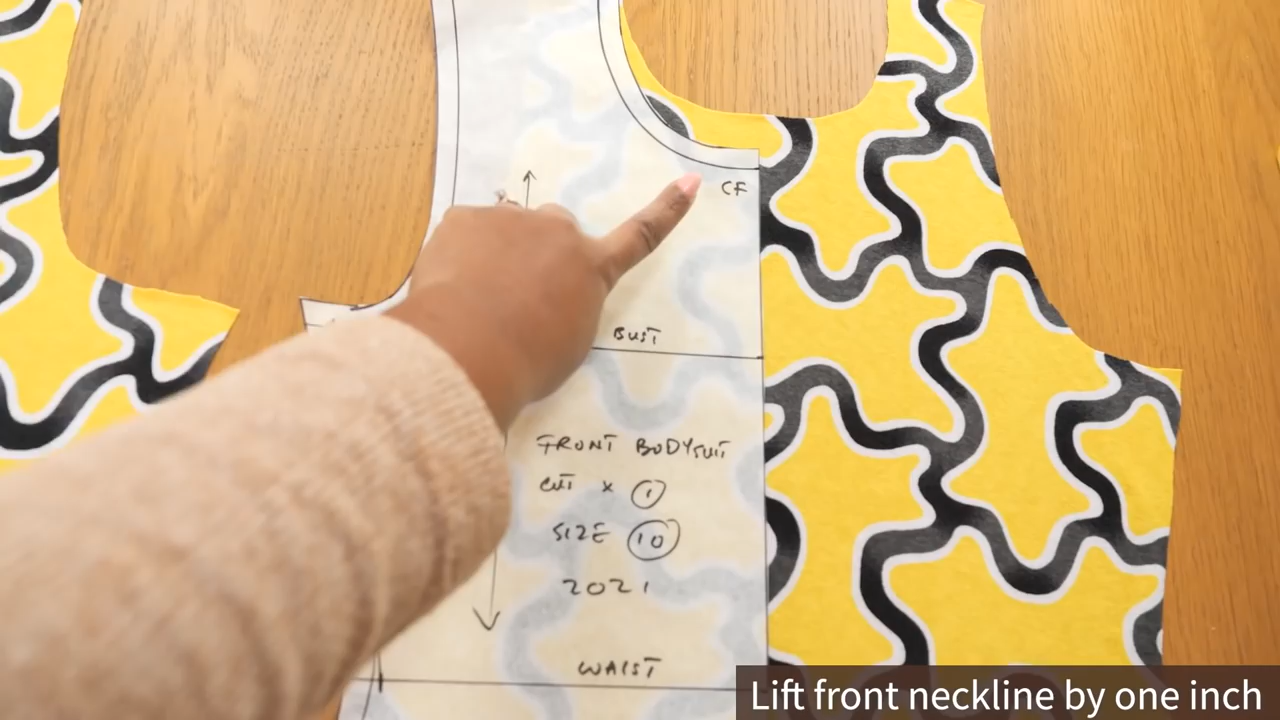 CF
BUST
FRONT BODYSUIT
CUT x 1
SIZE 10
2021
WAIST
Lift front neckline by one inch